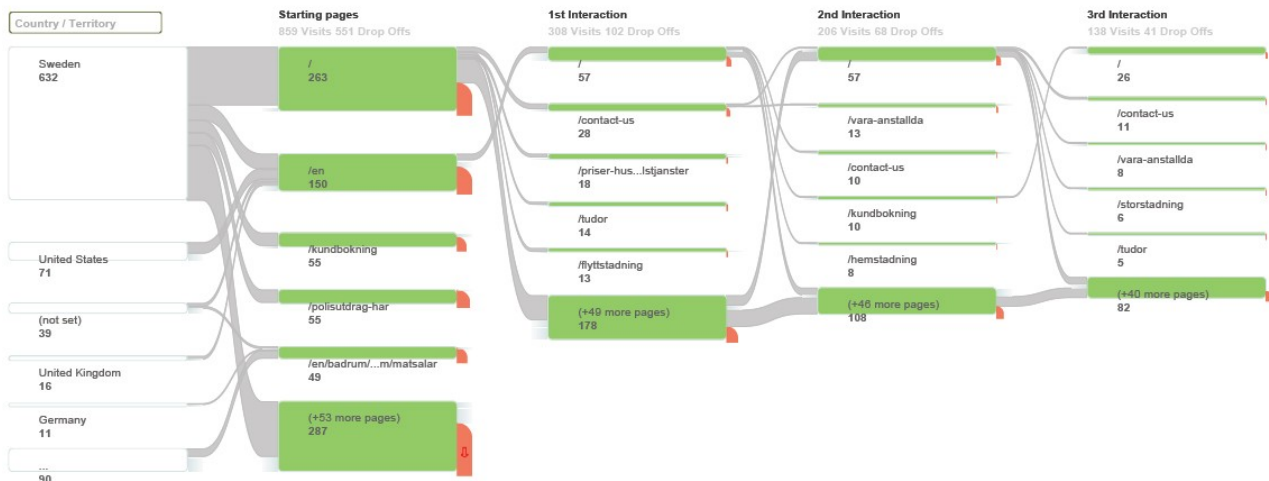 Country / Territory
Sweden
632
United States
71
(not set)
39
United Kingdom
16
Germany
11
...
90
Starting pages
859 Visits 551 Drop Offs
/
263
/en
150
/kundbokning
55
/polisutdrag-har
55
/en/badrum/...m/matsalar
49
(+53 more pages)
287
1st Interaction
308 Visits 102 Drop Offs
/
57
/contact-us
28
/priser-hus...lstjanster
18
/tudor
14
/flyttstadning
13
(+49 more pages)
178
2nd Interaction
206 Visits 68 Drop Offs
/
57
/vara-anstallda
13
/contact-us
10
/kundbokning
10
/hemstadning
8
(+46 more pages)
108
3rd Interaction
138 Visits 41 Drop Offs
/
26
/contact-us
11
/vara-anstallda
8
/storstadning
6
/tudor
5
(+40 more pages)
82